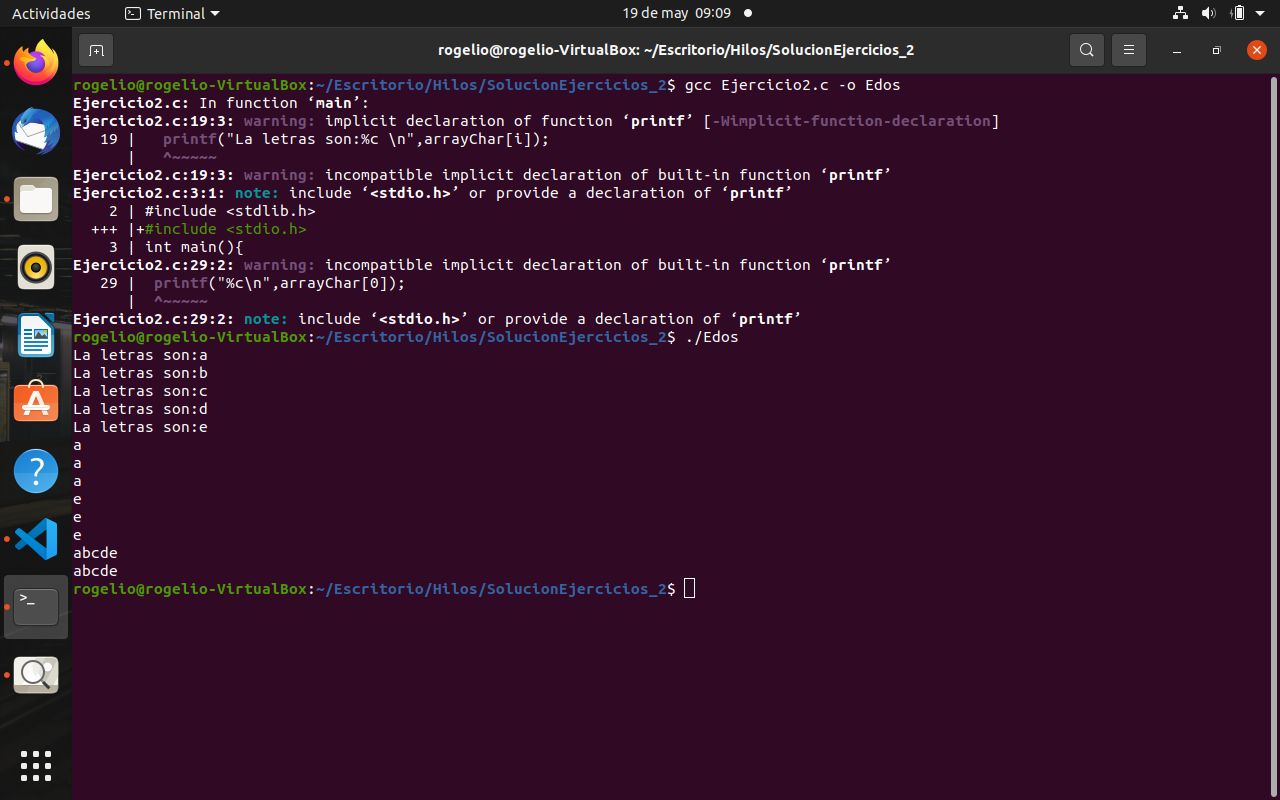 Actividades Terminal 19 de may 09:09
rogelio@rogelio-VirtualBox: ~/Escritorio/Hilos/SolucionEjercicios_2
rogelio@rogelio-VirtualBox:~/Escritorio/Hilos/SolucionEjercicios_2$ gcc Ejercicio2.c -o Edos
Ejercicio2.c: In function ‘main’:
Ejercicio2.c:19:3: warning: implicit declaration of function ‘printf’ [-Wimplicit-function-declaration]
   19 |   printf("La letras son:%c \n",arrayChar[i]);
      |   ^~~~~~
Ejercicio2.c:19:3: warning: incompatible implicit declaration of built-in function ‘printf’
Ejercicio2.c:3:1: note: include ‘<stdio.h>’ or provide a declaration of ‘printf’
    2 | #include <stdlib.h>
  +++ |+#include <stdio.h>
    3 | int main(){
Ejercicio2.c:29:2: warning: incompatible implicit declaration of built-in function ‘printf’
   29 |  printf("%c\n",arrayChar[0]);
      |  ^~~~~~
Ejercicio2.c:29:2: note: include ‘<stdio.h>’ or provide a declaration of ‘printf’
rogelio@rogelio-VirtualBox:~/Escritorio/Hilos/SolucionEjercicios_2$ ./Edos
La letras son:a
La letras son:b
La letras son:c
La letras son:d
La letras son:e
a
a
a
e
e
e
abcde
abcde
rogelio@rogelio-VirtualBox:~/Escritorio/Hilos/SolucionEjercicios_2$